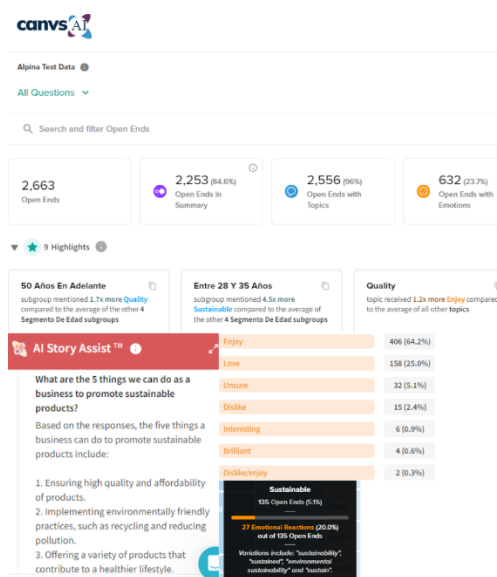 canvs AI
Alpina Test Data
All Questions
Search and filter Open Ends
2,663
Open Ends
2,253 (84.6%)
Open Ends in
Summary
2,556 (96%)
Open Ends with
Topics
632 (23.7%)
Open Ends with
Emotions
9 Highlights
50 Años En Adelante
subgroup mentioned 1.7x more Quality
compared to the average of the other 4
Segmento De Edad subgroups
Entre 28 Y 35 Años
subgroup mentioned 4.5x more
Sustainable compared to the average of
the other 4 Segmento De Edad subgroups
Quality
topic received 1.2x more Enjoy compared
to the average of all other topics
AI Story Assist ™
What are the 5 things we can do as a
business to promote sustainable
products?
Based on the responses, the five things a
business can do to promote sustainable
products include:
1. Ensuring high quality and affordability
of products.
2. Implementing environmentally friendly
practices, such as recycling and reducing
pollution.
3. Offering a variety of products that
contribute to a healthier lifestyle.
Enjoy 406 (64.2%)
Love 158 (25.0%)
Unsure 32 (5.1%)
Dislike 15 (2.4%)
Interesting 6 (0.9%)
Brilliant 4 (0.6%)
Dislike/enjoy 2 (0.3%)
Sustainable
135 Open Ends (5.1%)
27 Emotional Reactions (20.0%)
out of 135 Open Ends
Variations include: "sustainability",
"sustained", "environmental
sustainability" and "sustain".